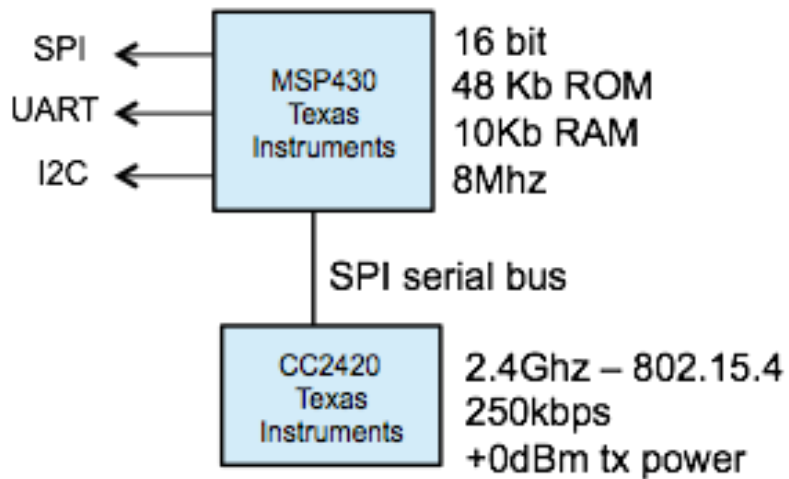 SPI
UART
I2C
MSP430
Texas
Instruments
16 bit
48 Kb ROM
10Kb RAM
8Mhz
SPI serial bus
CC2420
Texas
Instruments
2.4Ghz – 802.15.4
250kbps
+0dBm tx power